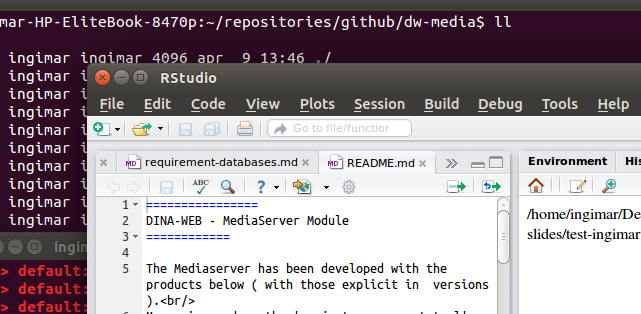 mar-HP-EliteBook-8470p:~/repositories/github/dw-media$ ll
ingimar ingimar 4096 apr 9 13:46 ./
ingimar i
ingimar i
ingimar i
ingimar i
ingimar i
ingimar i
ingimar i
ingimar i
RStudio
File Edit Code View Plots Session Build Debug Tools Help
Go to file/function
requirement-databases.md
README.md
ABC
1 ================
2 DINA-WEB - MediaServer Module
3 ============
4
5 The Mediaserver has been developed with the
products below ( with those explicit in versions
).<br/>
Environment His
/home/ingimar/De
slides/test-ingimar
ingin
> default:
> default:
> default: